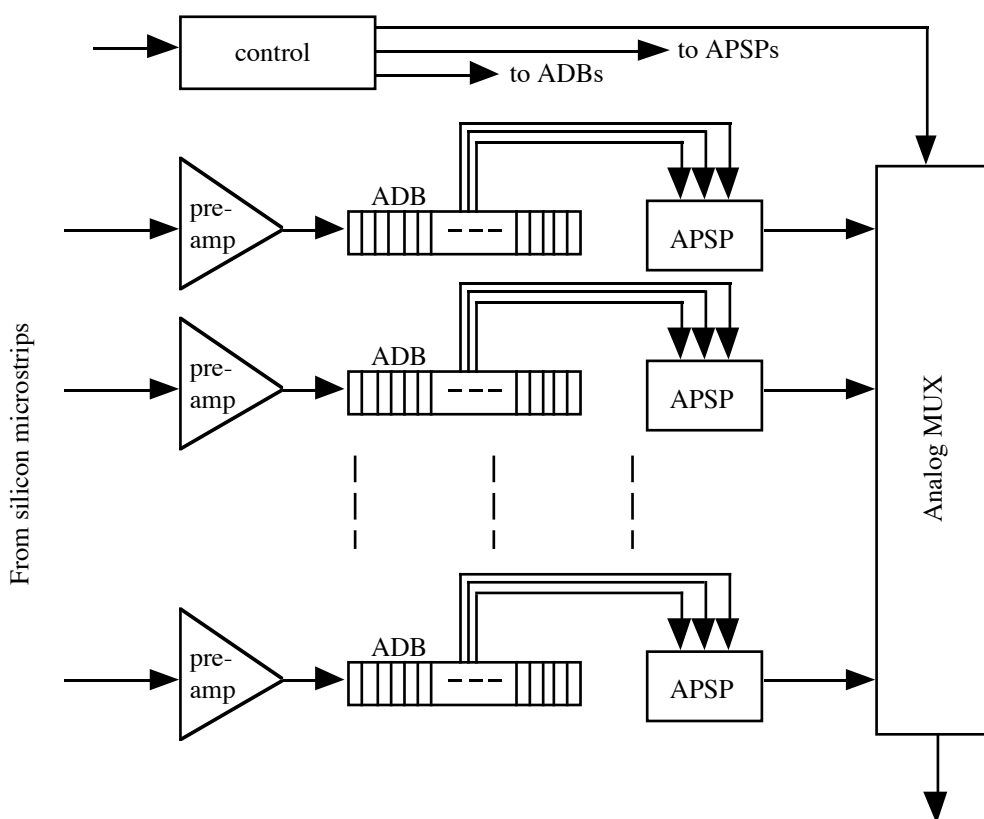 control
to APSPs
to ADBs
pre-
amp
ADB
APSP
pre-
amp
ADB
APSP
From silicon microstrips
Analog MUX
pre-
amp
ADB
APSP